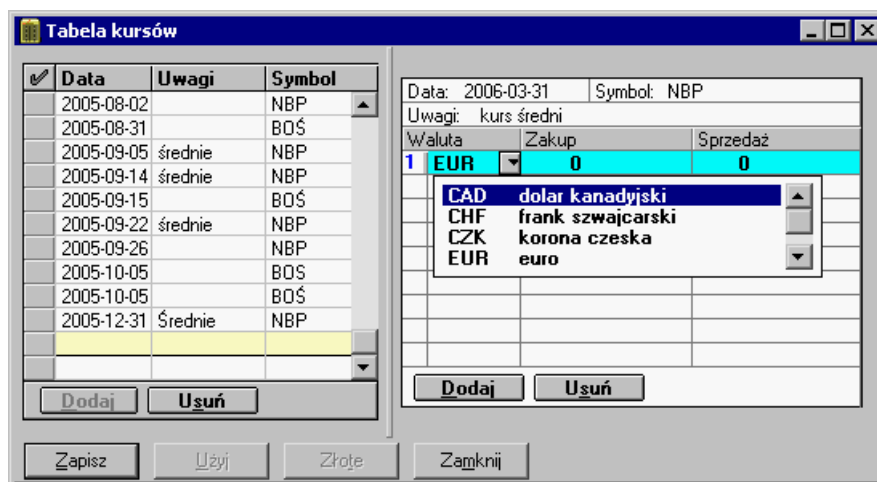 Tabela kursów
Data Uwagi Symbol
2005-08-02 NBP
2005-08-31 BOŚ
2005-09-05 średnie NBP
2005-09-14 średnie NBP
2005-09-15 BOŚ
2005-09-22 średnie NBP
2005-09-26 NBP
2005-10-05 BOŚ
2005-10-05 BOŚ
2005-12-31 Średnie NBP
Dodaj Usuń
Data: 2006-03-31 Symbol: NBP
Uwagi: kurs średni
Waluta Zakup Sprzedaż
1 EUR 0 0
CAD dolar kanadyjski
CHF frank szwajcarski
CZK korona czeska
EUR euro
Dodaj Usuń
Zapisz Użyj Złote Zamknij